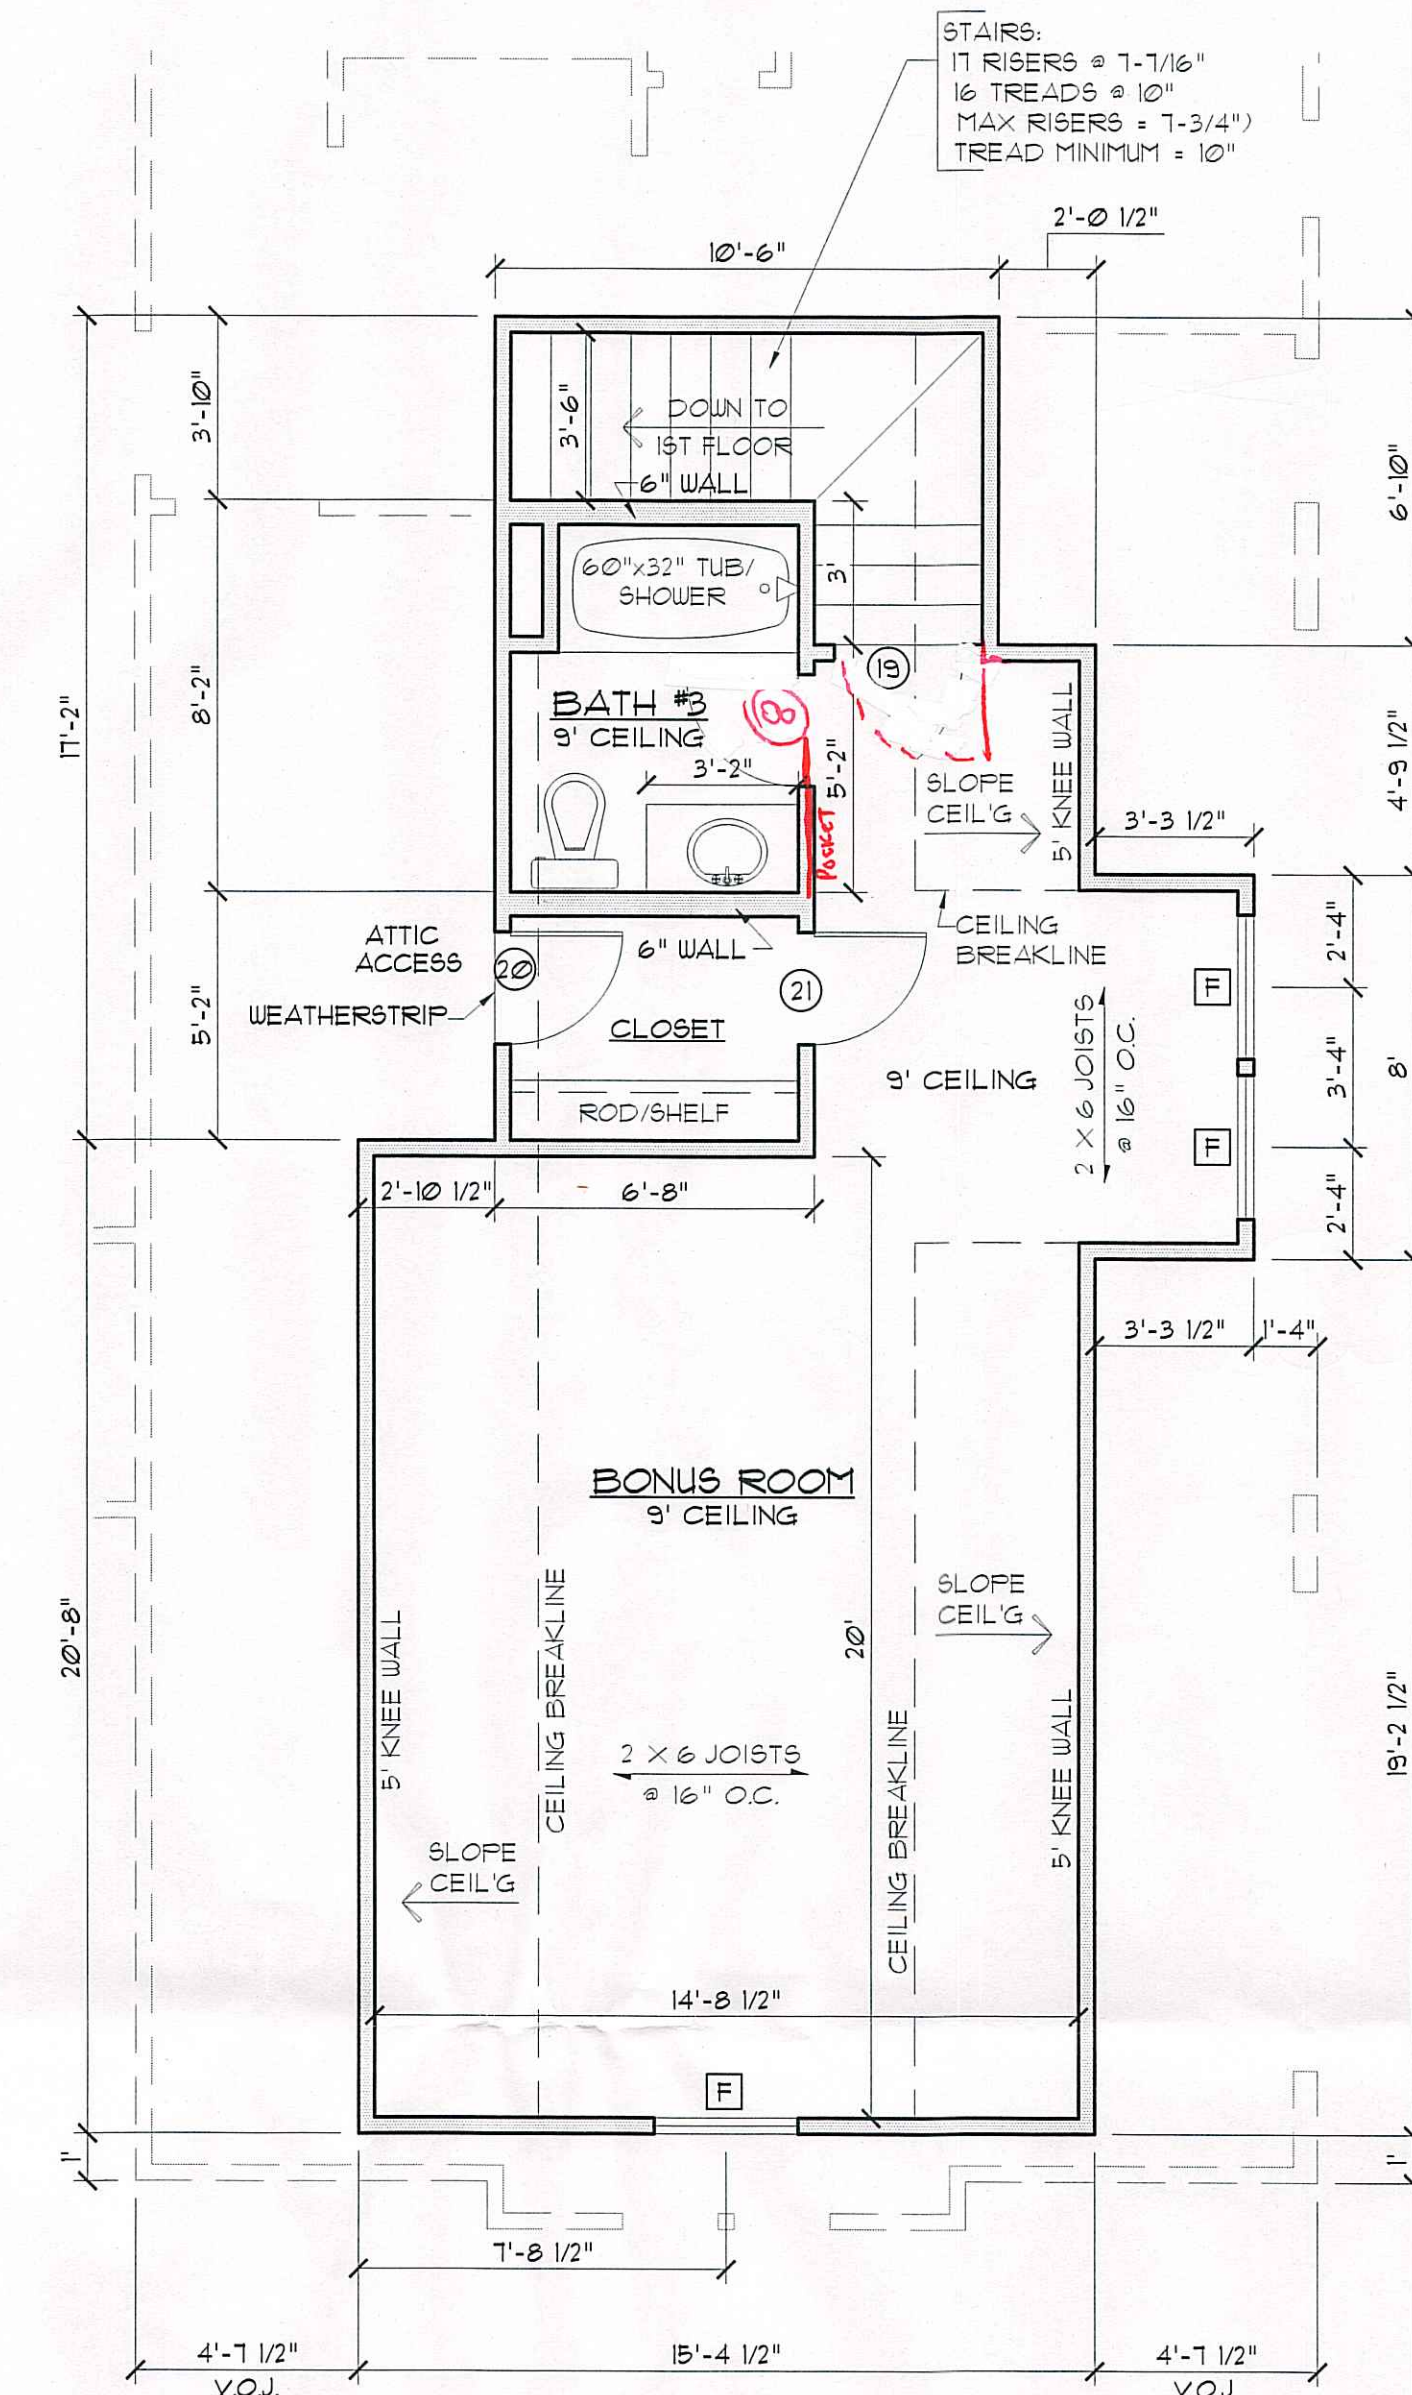 STAIRS:
17 RISERS @ 7-7/16"
16 TREADS @ 10"
MAX RISERS = 7-3/4")
TREAD MINIMUM = 10"
2'-0 1/2"
10'-6"
3'-10"
3'-6"
DOWN TO
1ST FLOOR
6" WALL
6'-10"
60"x32" TUB/
SHOWER
3'
19
17'-2"
8'-2"
BATH #3
9' CEILING
18
3'-2"
5'-2"
POCKET
SLOPE
CEIL'G
5' KNEE WALL
4'-9 1/2"
3'-3 1/2"
ATTIC
ACCESS
20
WEATHERSTRIP
6" WALL
21
CEILING
BREAKLINE
2'-4"
F
5'-2"
CLOSET
9' CEILING
2 X 6 JOISTS
@ 16" O.C.
3'-4"
8'
ROD/SHELF
F
2'-4"
2'-10 1/2"
6'-8"
3'-3 1/2"
1'-4"
BONUS ROOM
9' CEILING
20'-8"
5' KNEE WALL
CEILING BREAKLINE
20'
SLOPE
CEIL'G
19'-2 1/2"
2 X 6 JOISTS
@ 16" O.C.
CEILING BREAKLINE
5' KNEE WALL
SLOPE
CEIL'G
14'-8 1/2"
F
1'
1'
7'-8 1/2"
4'-7 1/2"
V.O.J.
15'-4 1/2"
4'-7 1/2"
V.O.J.